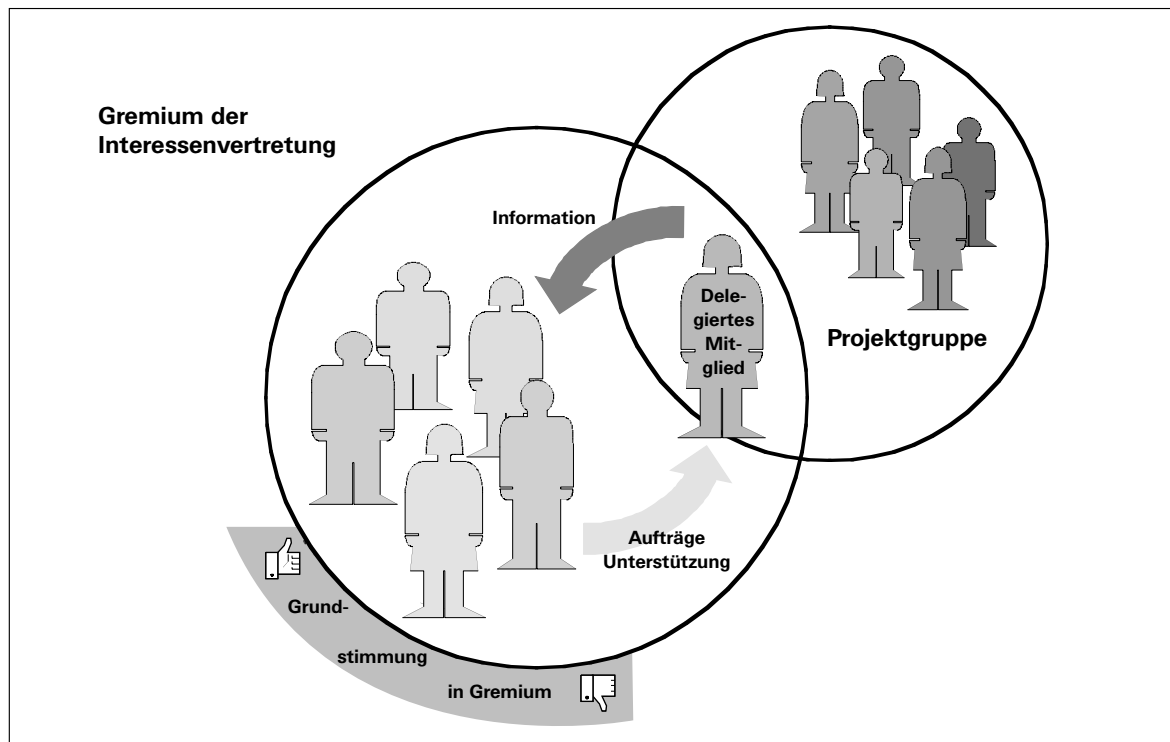 Gremium der
Interessenvertretung
Information
Dele-
giertes
Mit-
glied
Projektgruppe
Aufträge
Unterstützung
Grund-
stimmung
in Gremium